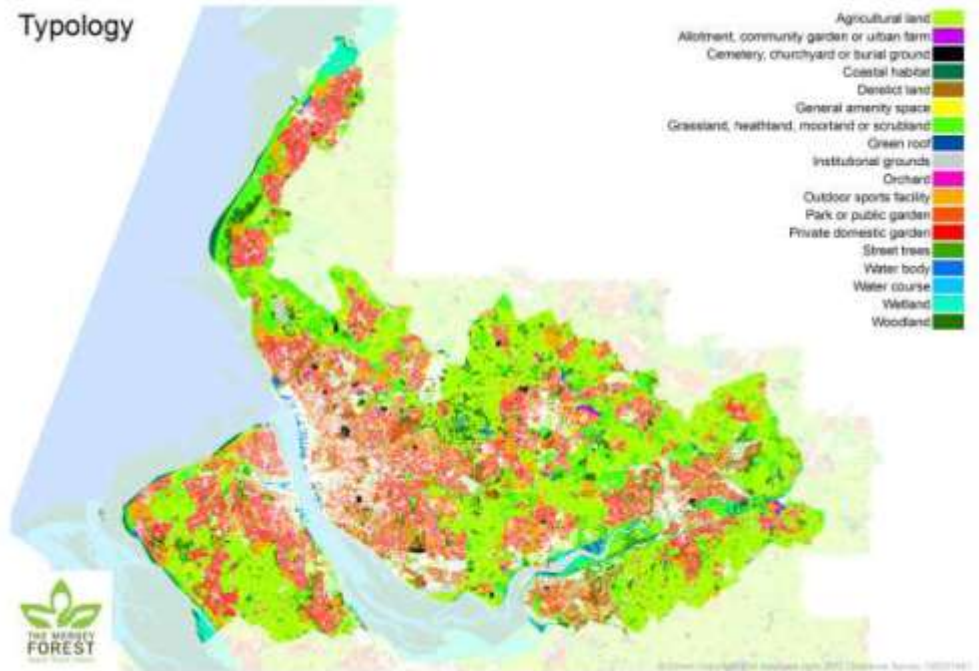 Typology
Agricultural land
Allotment, community garden or urban farm
Cemetery, churchyard or burial ground
Coastal habitat
Derelict land
General amenity space
Grassland, heathland, moorland or scrubland
Green roof
Institutional grounds
Orchard
Outdoor sports facility
Park or public garden
Private domestic garden
Street trees
Water body
Water course
Wetland
Woodland
THE MERSEY
FOREST